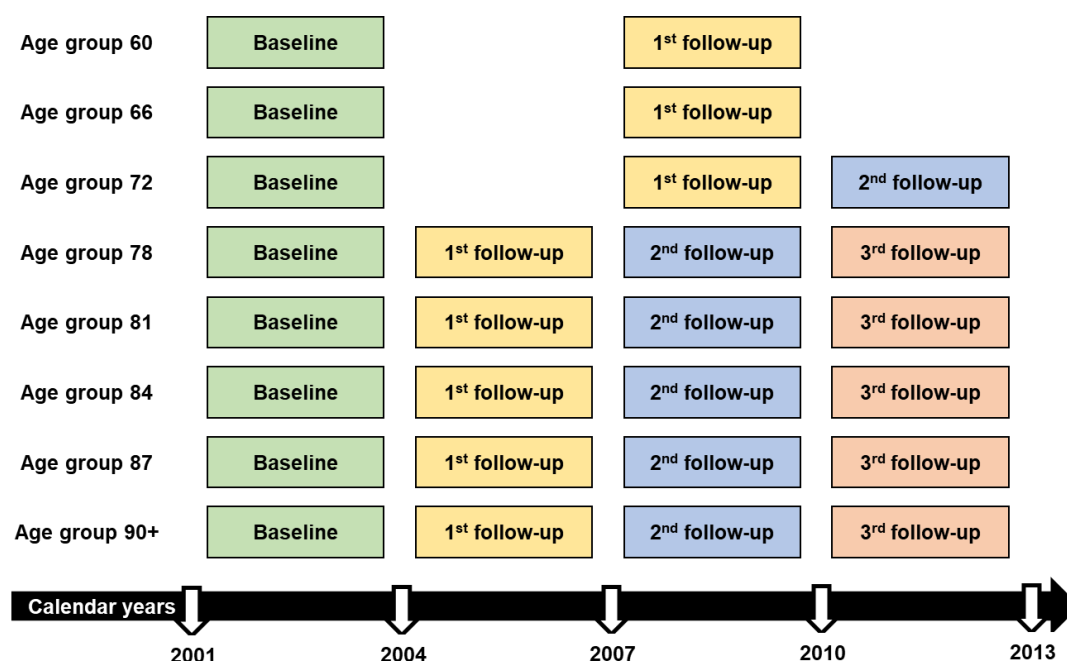 Age group 60 Baseline 1st follow-up
Age group 66 Baseline 1st follow-up
Age group 72 Baseline 1st follow-up 2nd follow-up
Age group 78 Baseline 1st follow-up 2nd follow-up 3rd follow-up
Age group 81 Baseline 1st follow-up 2nd follow-up 3rd follow-up
Age group 84 Baseline 1st follow-up 2nd follow-up 3rd follow-up
Age group 87 Baseline 1st follow-up 2nd follow-up 3rd follow-up
Age group 90+ Baseline 1st follow-up 2nd follow-up 3rd follow-up
Calendar years
2001 2004 2007 2010 2013